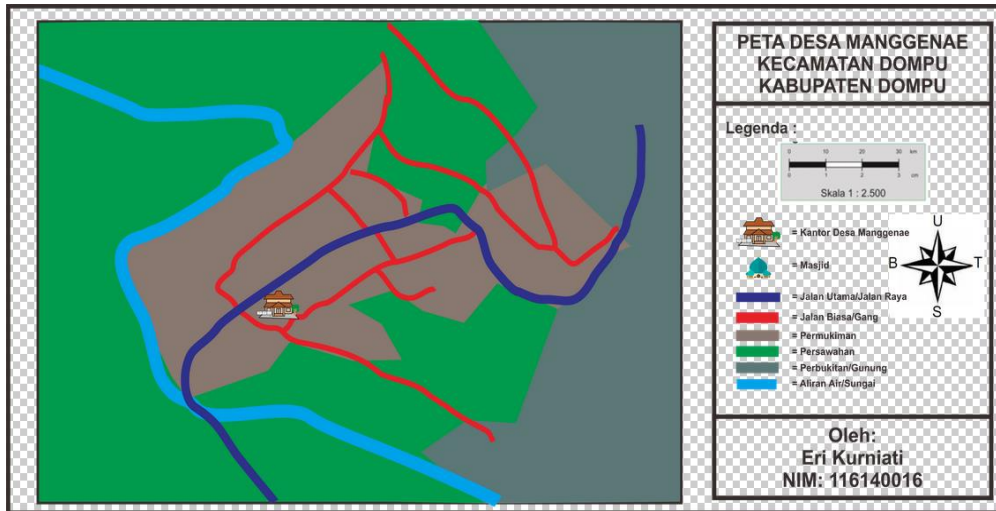 PETA DESA MANGGENAE
KECAMATAN DOMPU
KABUPATEN DOMPU
Legenda :
0 10 20 30 km
0 1 2 3 cm
Skala 1 : 2.500
= Kantor Desa Manggenae
= Masjid
= Jalan Utama/Jalan Raya
= Jalan Biasa/Gang
= Permukiman
= Persawahan
= Perbukitan/Gunung
= Aliran Air/Sungai
U
B T
S
Oleh:
Eri Kurniati
NIM: 116140016